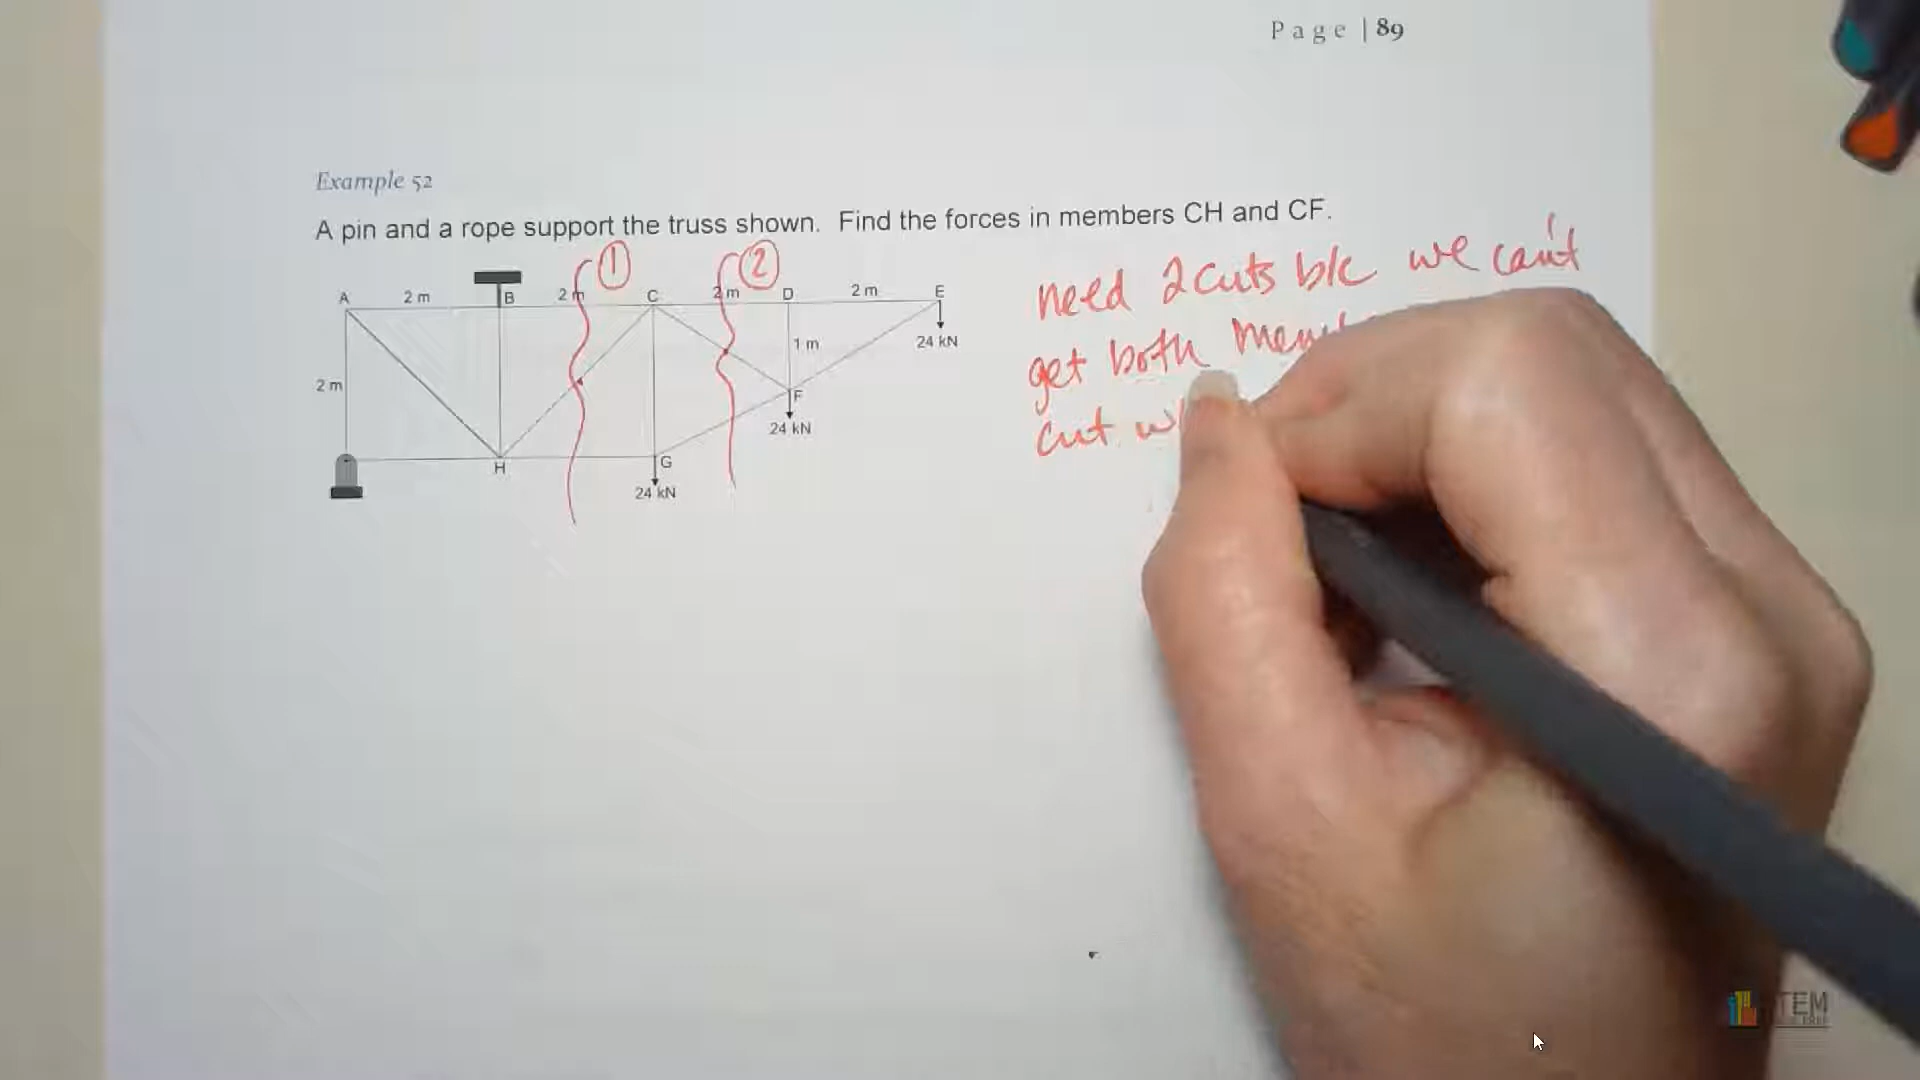 Page | 89
Example 52
A pin and a rope support the truss shown. Find the forces in members CH and CF.
1 2
need 2 cuts b/c we can't
get both
cut
A 2 m B 2 m C 2 m D 2 m E
2 m 1 m 24 kN
F
24 kN
H G
24 kN